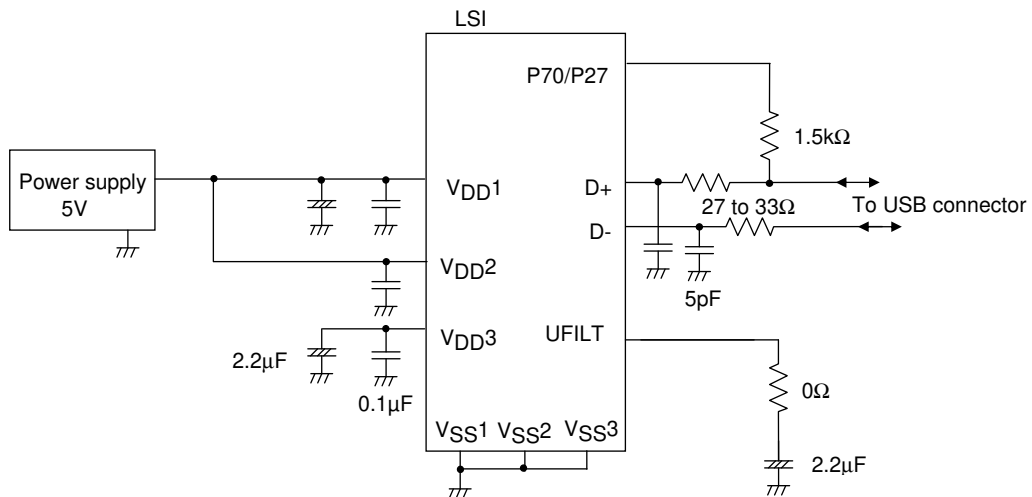 LSI
P70/P27
1.5kΩ
Power supply
5V
VDD1
D+
27 to 33Ω
To USB connector
D-
VDD2
5pF
VDD3
UFILT
2.2µF
0.1µF
0Ω
VSS1
VSS2
VSS3
2.2µF